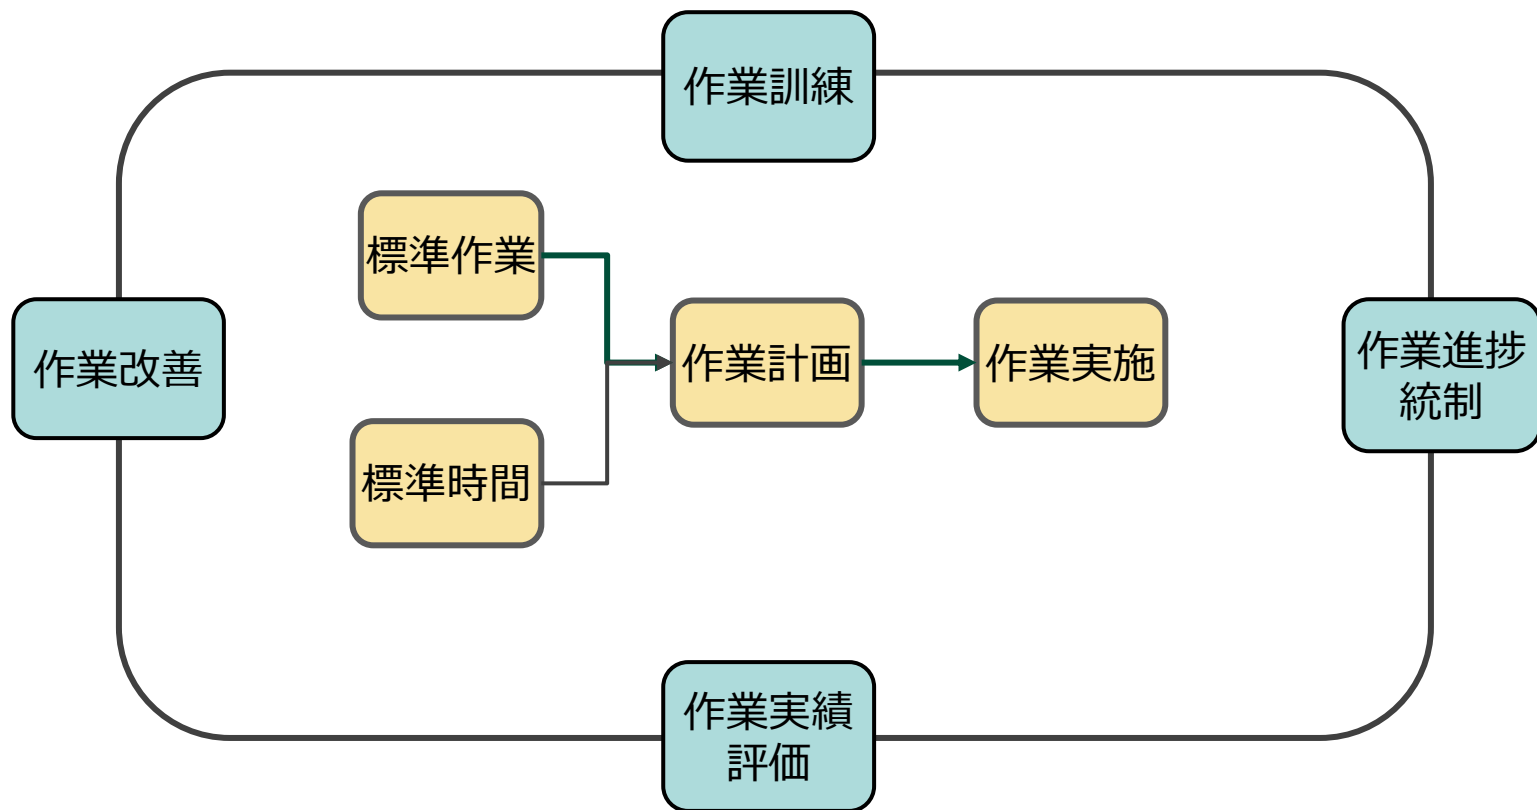 作業訓練
標準作業
作業改善
標準時間
作業計画
作業実施
作業進捗
統制
作業実績
評価